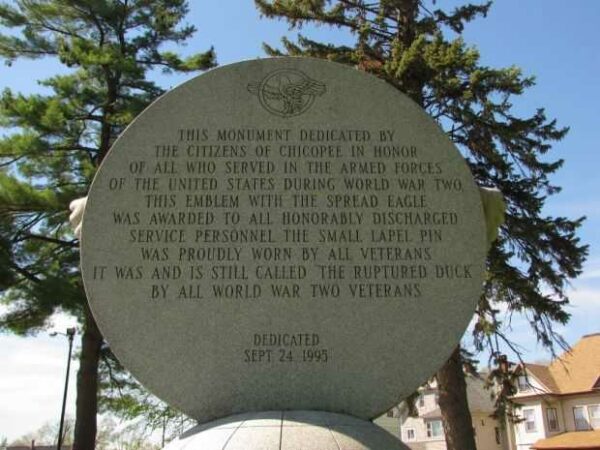 THIS MONUMENT DEDICATED BY
THE CITIZENS OF CHICOPEE IN HONOR
OF ALL WHO SERVED IN THE ARMED FORCES
OF THE UNITED STATES DURING WORLD WAR TWO
THIS EMBLEM WITH THE SPREAD EAGLE
WAS AWARDED TO ALL HONORABLY DISCHARGED
SERVICE PERSONNEL THE SMALL LAPEL PIN
WAS PROUDLY WORN BY ALL VETERANS
IT WAS AND IS STILL CALLED "THE RUPTURED DUCK"
BY ALL WORLD WAR TWO VETERANS
DEDICATED
SEPT. 24 1995